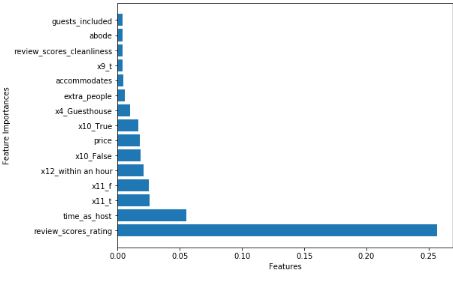 guests_included
abode
review_scores_cleanliness
x9_t
accommodates
extra_people
x4_Guesthouse
x10_True
price
x10_False
x12_within an hour
x11_f
x11_t
time_as_host
review_scores_rating
Feature Importances
0.00 0.05 0.10 0.15 0.20 0.25
Features